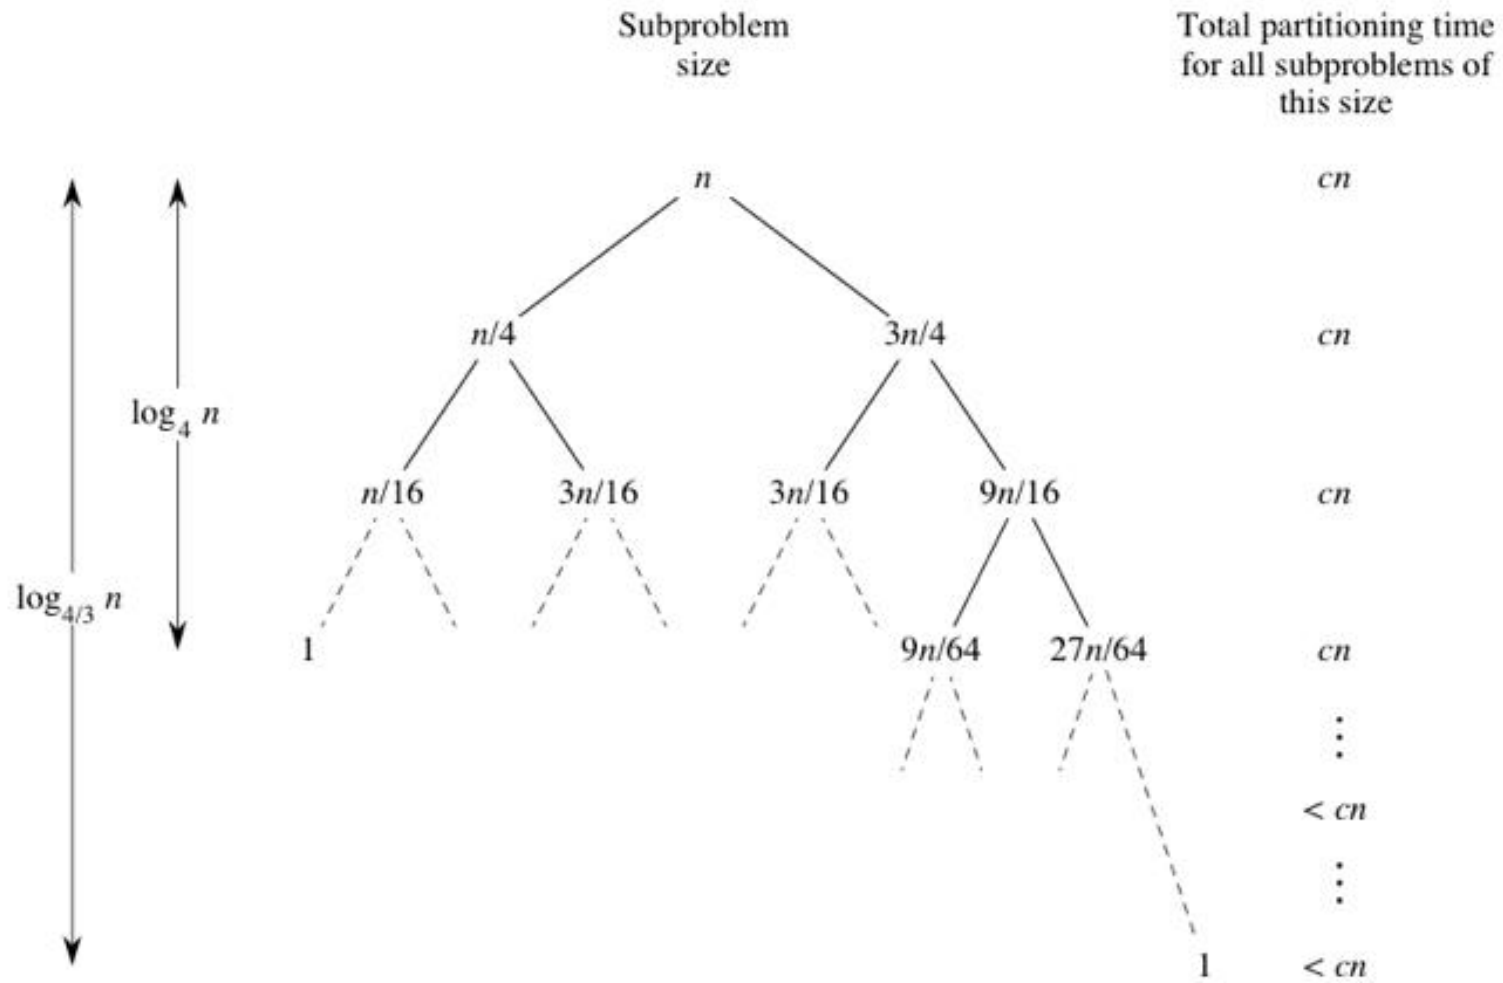 Subproblem
size
Total partitioning time
for all subproblems of
this size
n
cn
n/4
3n/4
cn
log₄ n
n/16
3n/16
3n/16
9n/16
cn
log₄/₃ n
1
9n/64
27n/64
cn
⋮
< cn
⋮
1
< cn